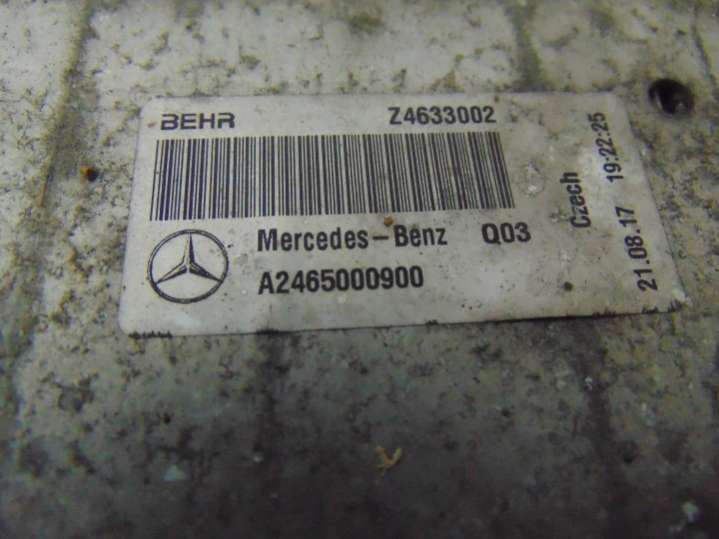 BEHR Z4633002
Mercedes-Benz Q03
A2465000900
Czech
21.08.17 19:22:25